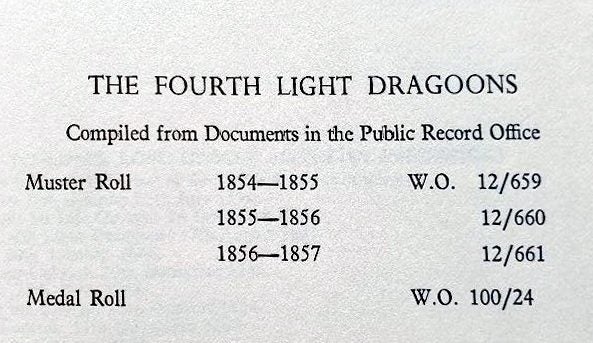 THE FOURTH LIGHT DRAGOONS
Compiled from Documents in the Public Record Office
Muster Roll 1854—1855 W.O. 12/659
1855—1856 12/660
1856—1857 12/661
Medal Roll W.O. 100/24